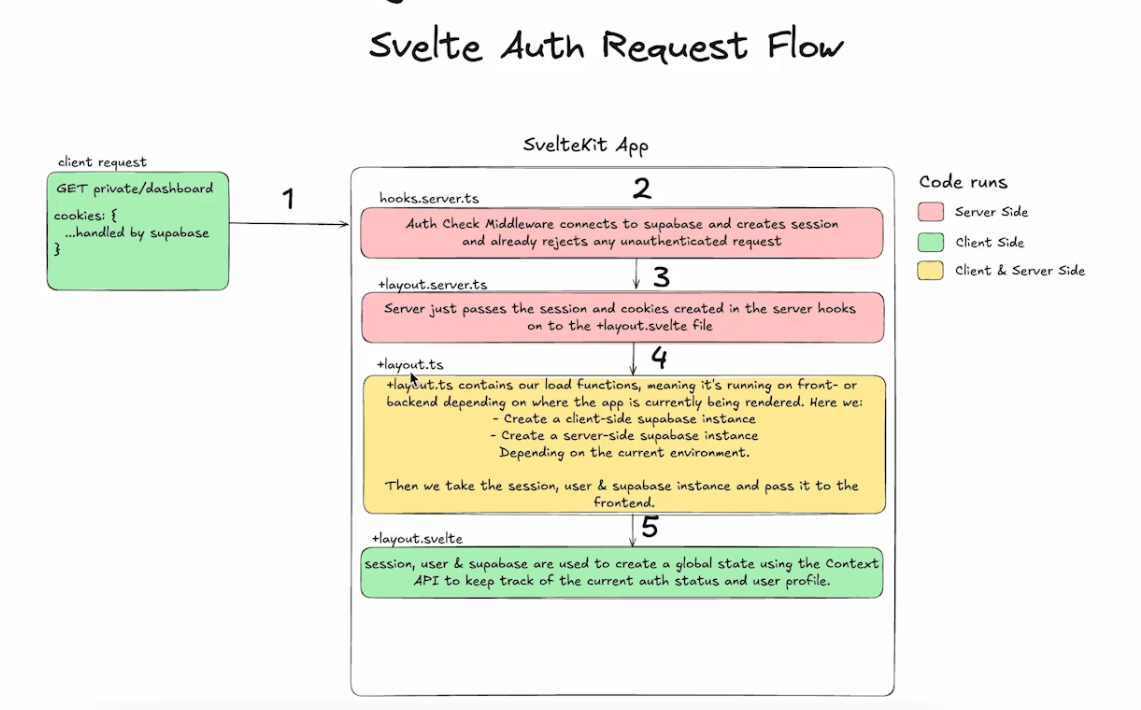 Svelte Auth Request Flow
client request
GET private/dashboard
cookies: {
...handled by supabase
}
1
SvelteKit App
2
hooks.server.ts
Auth Check Middleware connects to supabase and creates session
and already rejects any unauthenticated request
3
+layout.server.ts
Server just passes the session and cookies created in the server hooks
on to the +layout.svelte file
4
+layout.ts
+layout.ts contains our load functions, meaning it's running on front- or
backend depending on where the app is currently being rendered. Here we:
- Create a client-side supabase instance
- Create a server-side supabase instance
Depending on the current environment.
Then we take the session, user & supabase instance and pass it to the
frontend.
5
+layout.svelte
session, user & supabase are used to create a global state using the Context
API to keep track of the current auth status and user profile.
Code runs
Server Side
Client Side
Client & Server Side